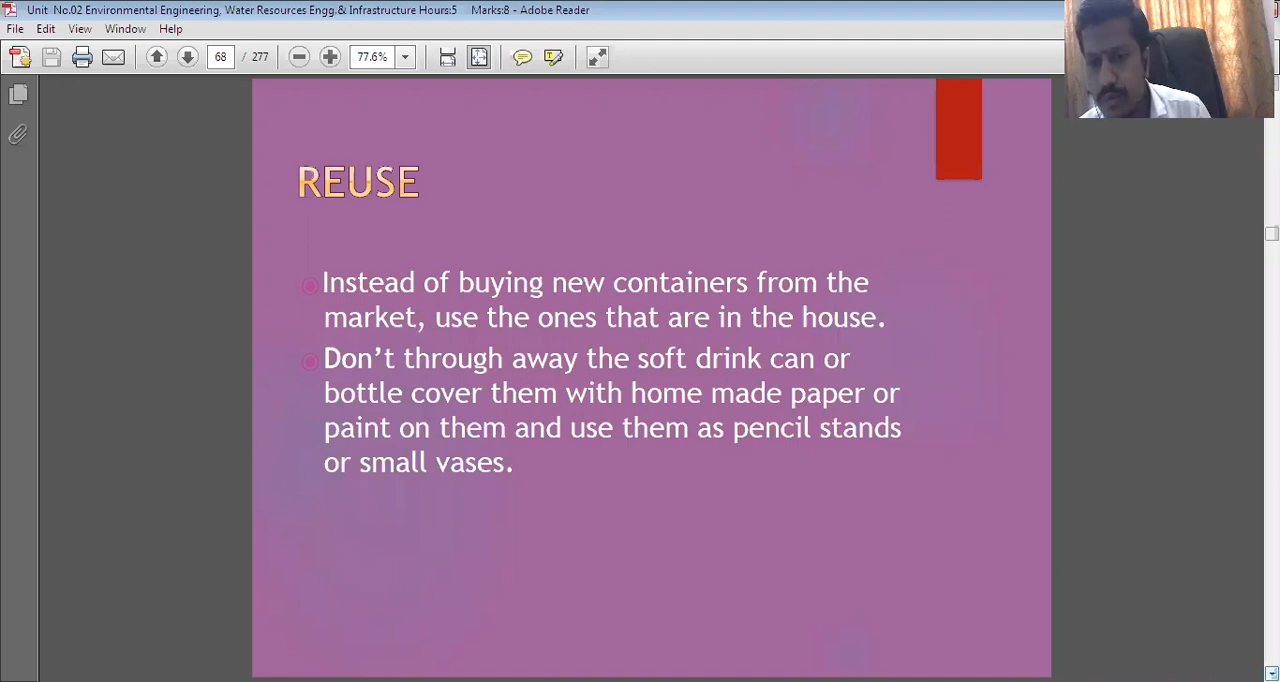 Unit No.02 Environmental Engineering, Water Resources Engg.& Infrastructure Hours:5 Marks:8 - Adobe Reader
File Edit View Window Help
68 / 277 77.6%
REUSE
Instead of buying new containers from the
market, use the ones that are in the house.
Don’t through away the soft drink can or
bottle cover them with home made paper or
paint on them and use them as pencil stands
or small vases.